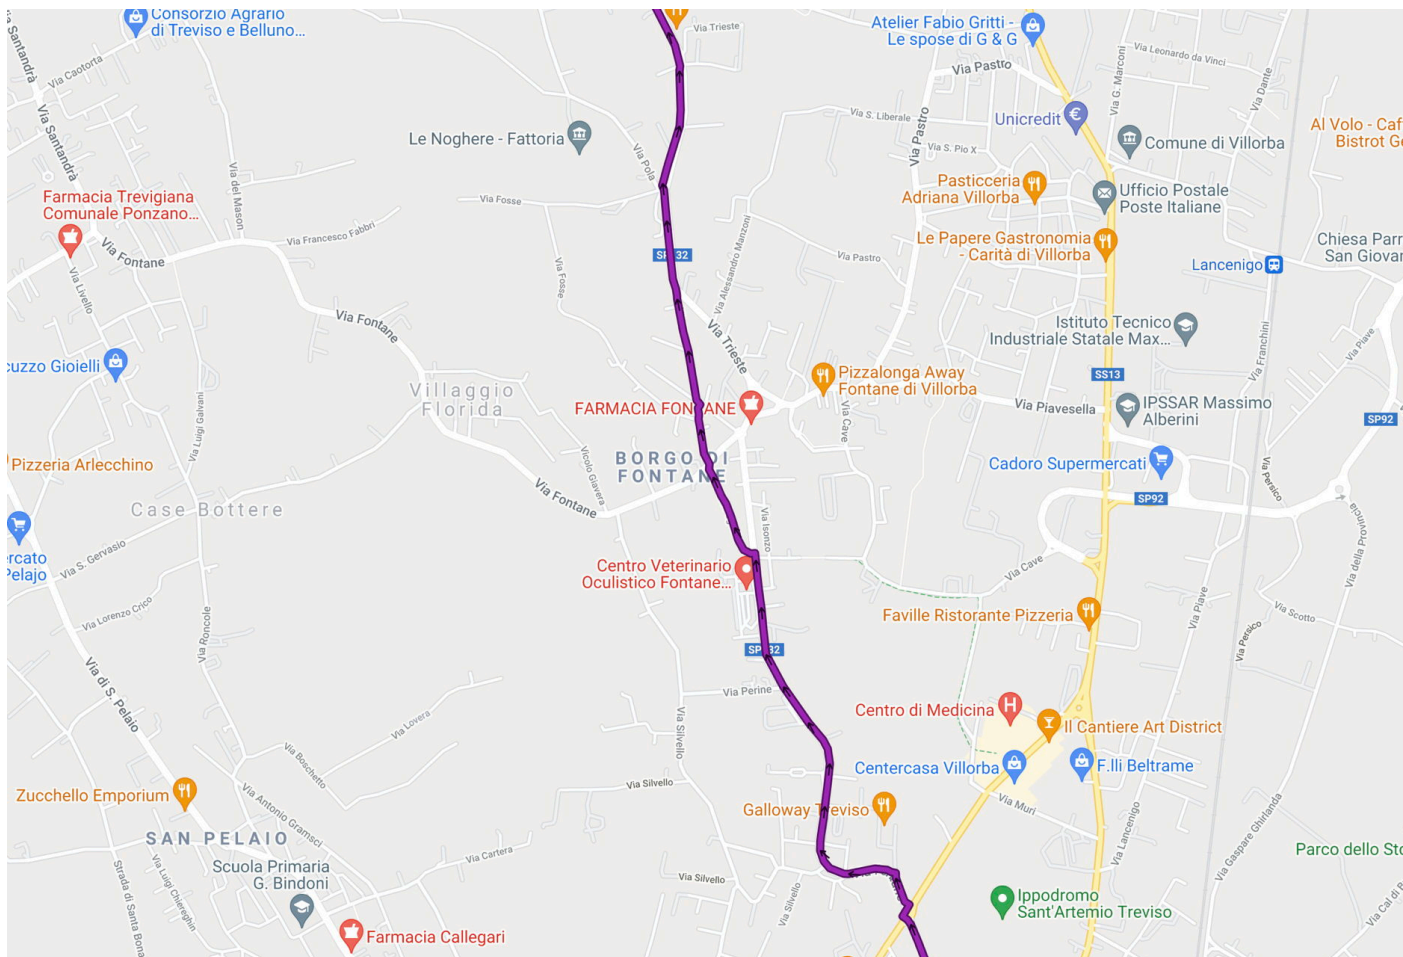 Consorzio Agrario
di Treviso e Belluno...
Via Trieste
Atelier Fabio Gritti -
Le spose di G & G
Via Leonardo da Vinci
Santandrà
Via Caotorta
Via Pastro
Via G. Marconi
Via Dante
Via Santandrà
Le Noghere - Fattoria
Via S. Liberale
Unicredit
Al Volo - Caf
Bistrot Ge
Comune di Villorba
Via Pola
Via Pastro
Via S. Pio X
Via del Mason
Pasticceria
Adriana Villorba
Ufficio Postale
Poste Italiane
Farmacia Trevigiana
Comunale Ponzano...
Via Fosse
Via Francesco Fabbri
Via Fontane
Le Papere Gastronomia
- Carità di Villorba
Chiesa Parr
San Giovan
Via Alessandro Manzoni
Via Pastro
Lancenigo
Via Livello
Via Fosse
Via Fontane
Via Trieste
Istituto Tecnico
Industriale Statale Max...
Via Piave
Via Franchini
cuzzo Gioielli
Villaggio
Florida
Pizzalonga Away
Fontane di Villorba
SS13
FARMACIA FONTANE
Via Cave
Via Piavesella
IPSSAR Massimo
Alberini
SP92
Via Luigi Galvani
Pizzeria Arlecchino
BORGO DI
FONTANE
Vicolo Giavera
Cadoro Supermercati
Via Persico
SP92
Via Fontane
Case Bottere
Via Isonzo
Via della Provincia
ercato
Pelajo
Via S. Gervasio
Centro Veterinario
Oculistico Fontane...
Via Cave
Via Piave
Via Scotto
Via Lorenzo Crico
Via Roncole
Faville Ristorante Pizzeria
Via Persico
Via di S. Pelaio
Via Perine
Centro di Medicina
Il Cantiere Art District
Via Lovera
Via Silvello
Centercasa Villorba
F.lli Beltrame
Via Boschetto
Via Silvello
Zucchello Emporium
Via Antonio Gramsci
Galloway Treviso
Via Muri
Via Lancenigo
Via Gaspare Ghirlanda
SAN PELAIO
Via Cartera
Parco dello Sto
Scuola Primaria
G. Bindoni
Via Silvello
Via Silvello
Strada di Santa Bona
Via Luigi Chiereghin
Ippodromo
Sant'Artemio Treviso
Via Cal di
Farmacia Callegari